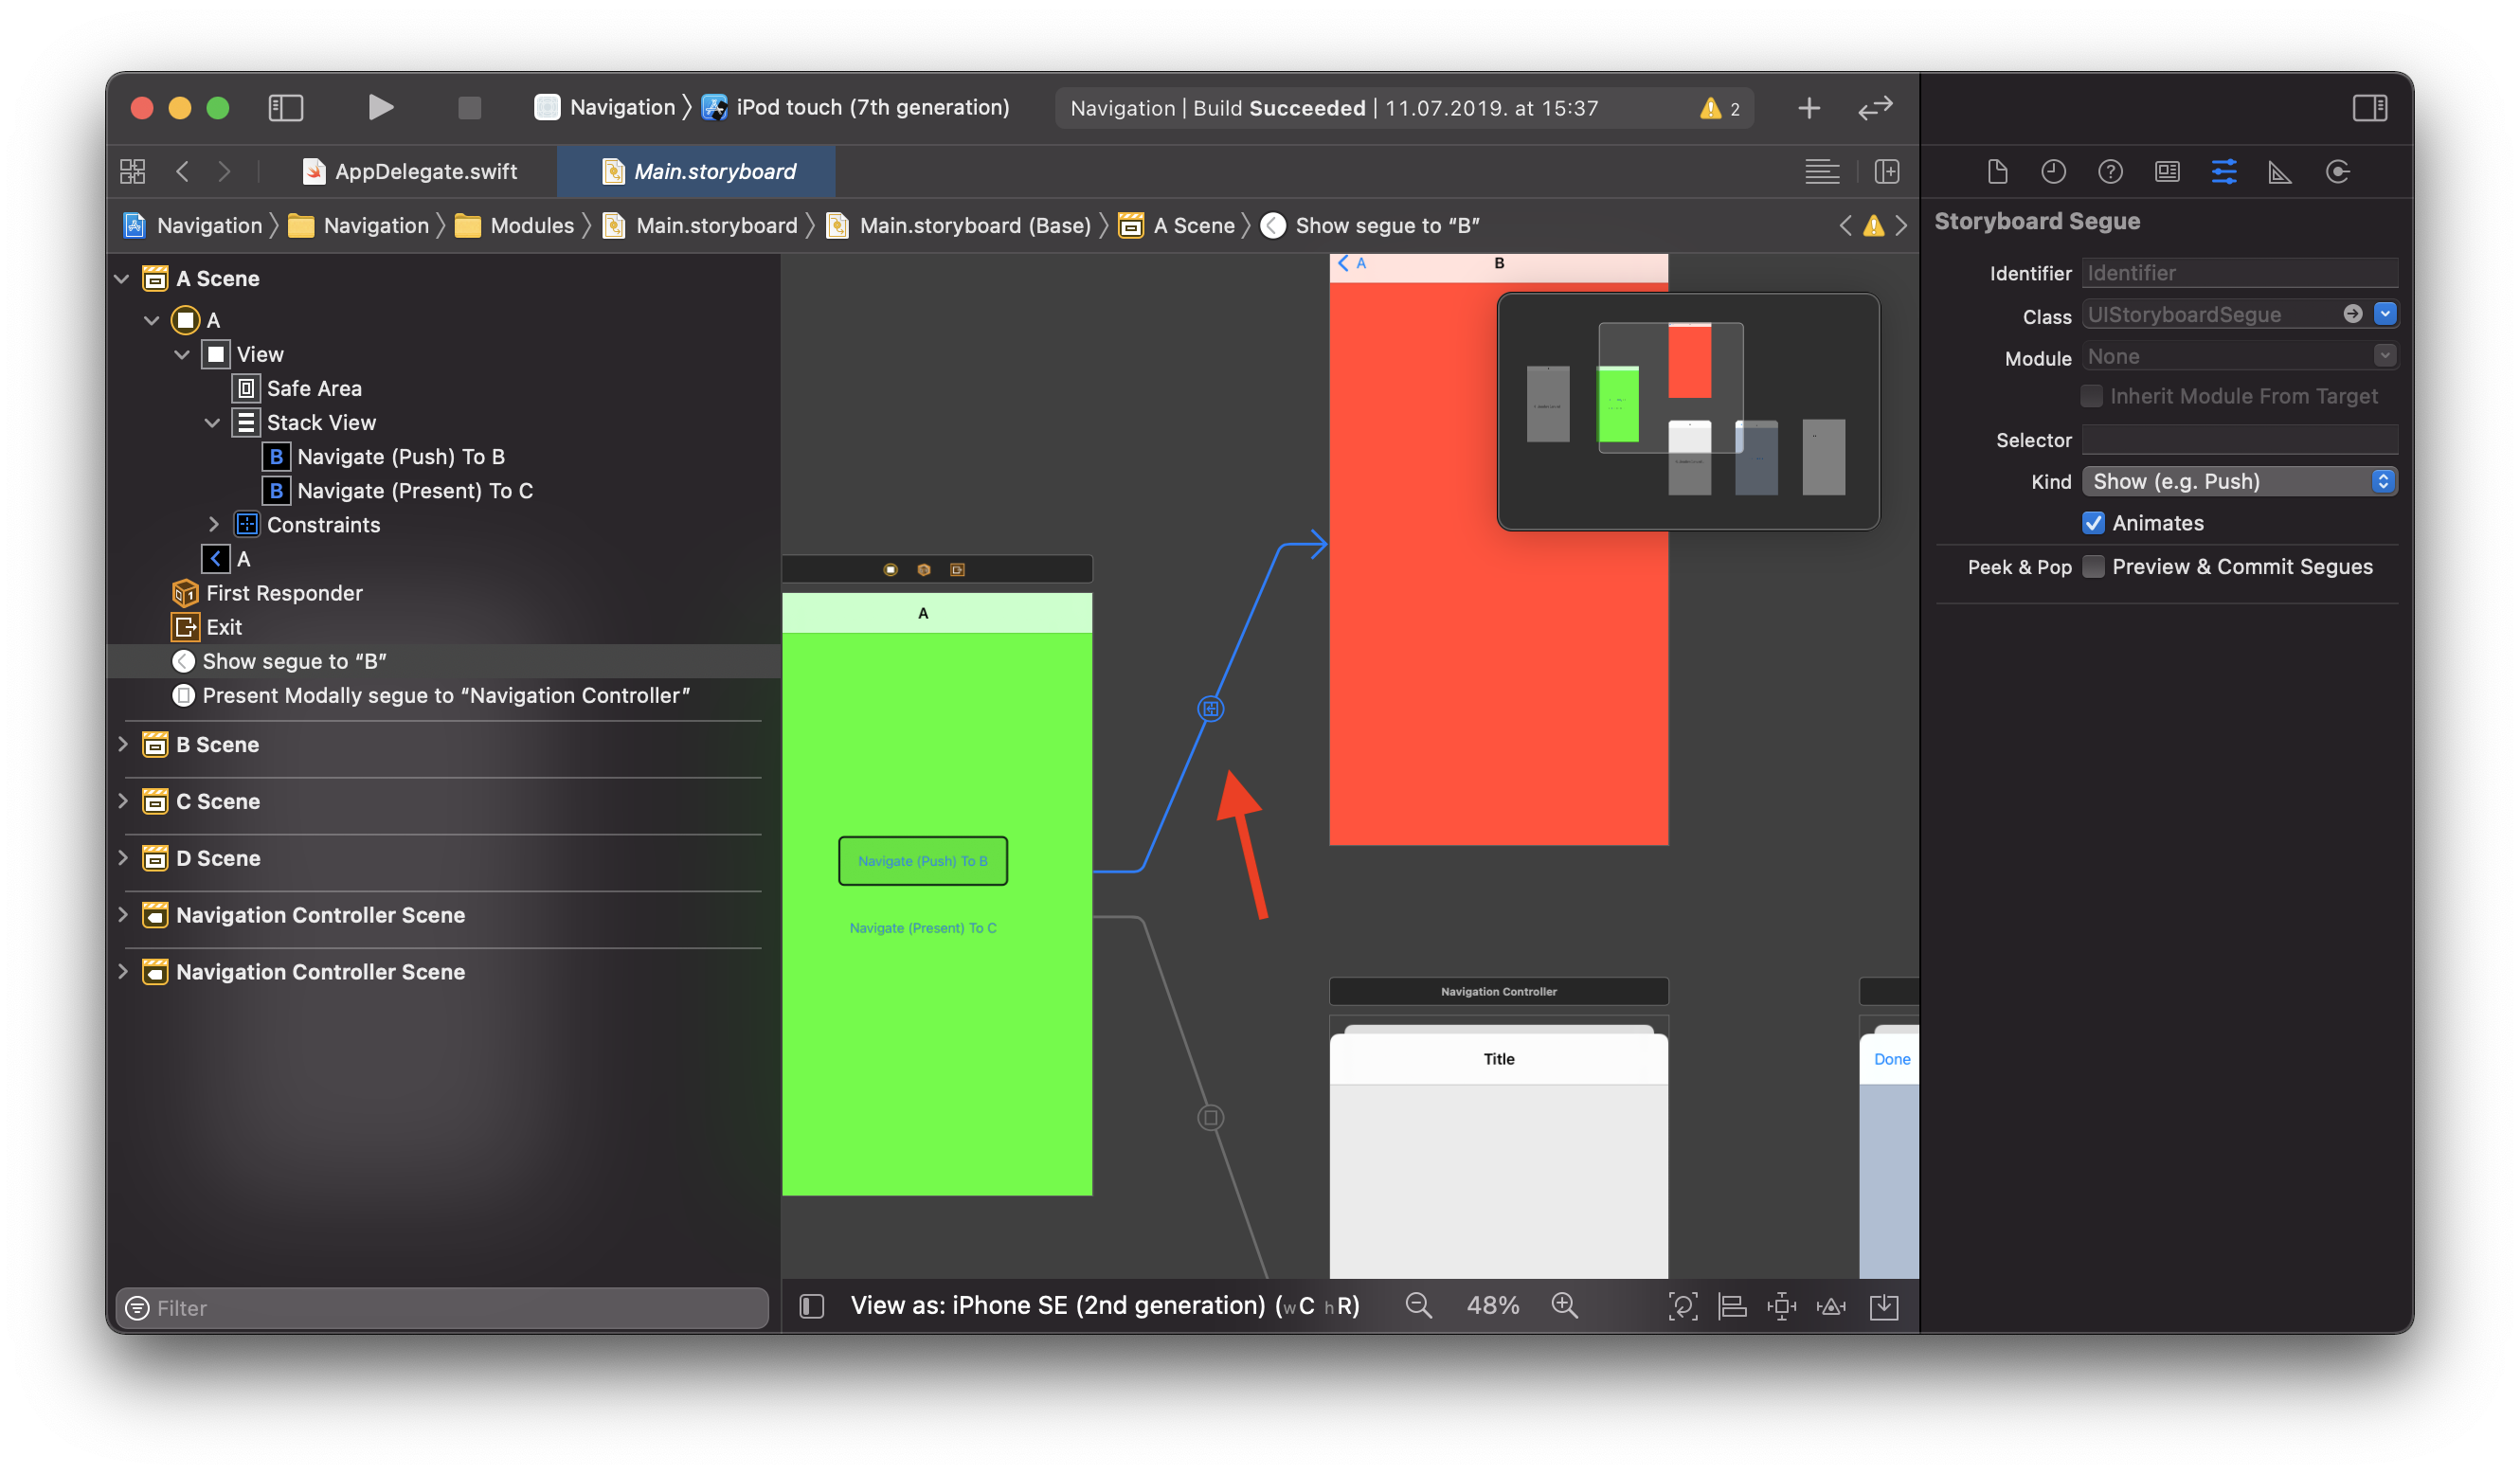 Navigation 〉 iPod touch (7th generation)
Navigation | Build Succeeded | 11.07.2019. at 15:37
2
AppDelegate.swift
Main.storyboard
Navigation 〉 Navigation 〉 Modules 〉 Main.storyboard 〉 Main.storyboard (Base) 〉 A Scene 〉 Show segue to “B”
A Scene
A
View
Safe Area
Stack View
B Navigate (Push) To B
B Navigate (Present) To C
Constraints
A
First Responder
Exit
Show segue to “B”
Present Modally segue to “Navigation Controller”
B Scene
C Scene
D Scene
Navigation Controller Scene
Navigation Controller Scene
Filter
A
B
A
Navigate (Push) To B
Navigate (Present) To C
Navigation Controller
Title
Done
View as: iPhone SE (2nd generation) (wC hR)
48%
Storyboard Segue
Identifier Identifier
Class UIStoryboardSegue
Module None
Inherit Module From Target
Selector
Kind Show (e.g. Push)
Animates
Peek & Pop Preview & Commit Segues